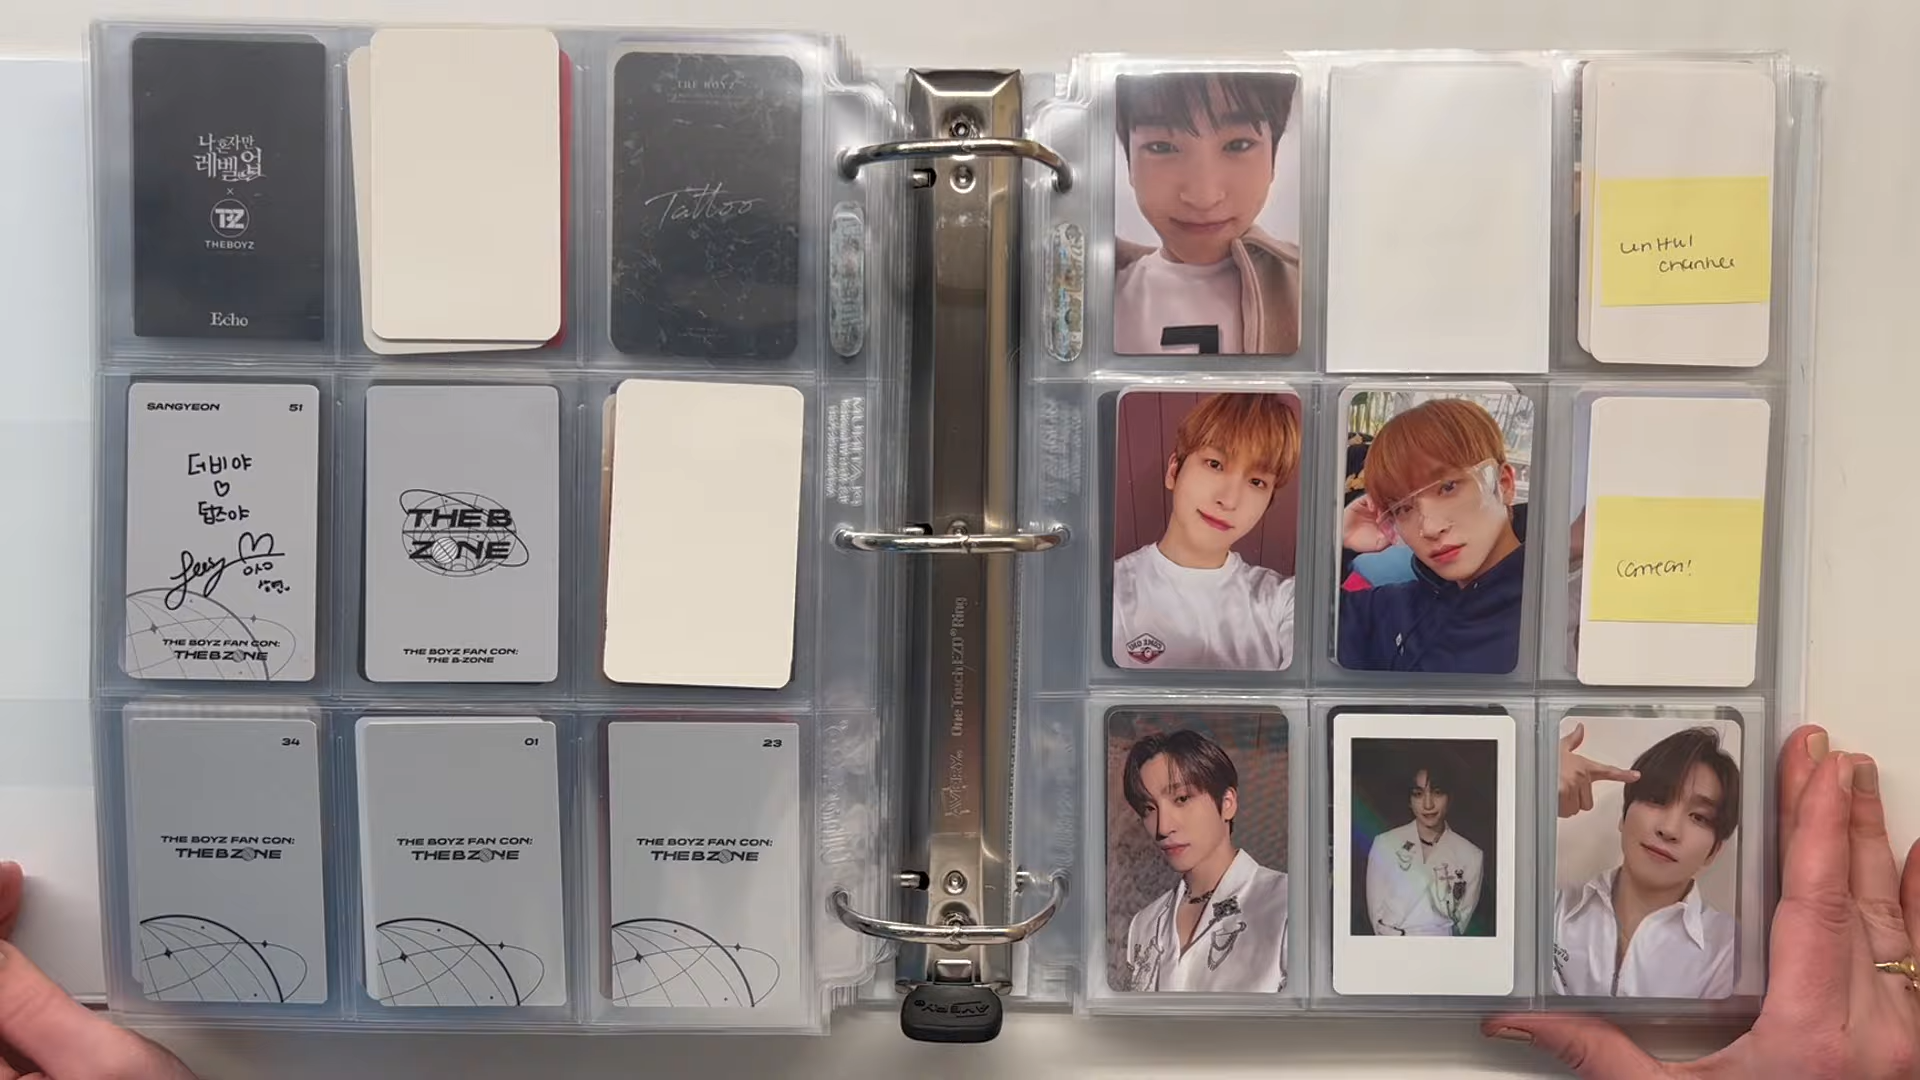 나 혼자만
레벨업
×
TBZ
THEBOYZ
Echo
THE BOYZ
Tattoo
until
SANGYEON 51
더비야
♡
덥즈야
THE BOYZ FAN CON:
THE B ZONE
THE B
ZONE
THE BOYZ FAN CON:
THE B-ZONE
34
THE BOYZ FAN CON:
THE B ZONE
01
THE BOYZ FAN CON:
THE B ZONE
23
THE BOYZ FAN CON:
THE B ZONE
AVERY One Touch EZD® Ring
AVERY